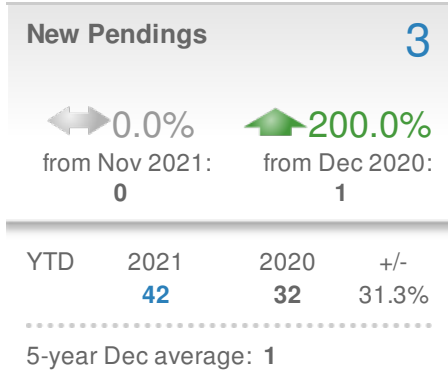 New Pendings 3
0.0% 200.0%
from Nov 2021: from Dec 2020:
0 1
YTD 2021 2020 +/-
42 32 31.3%
5-year Dec average: 1